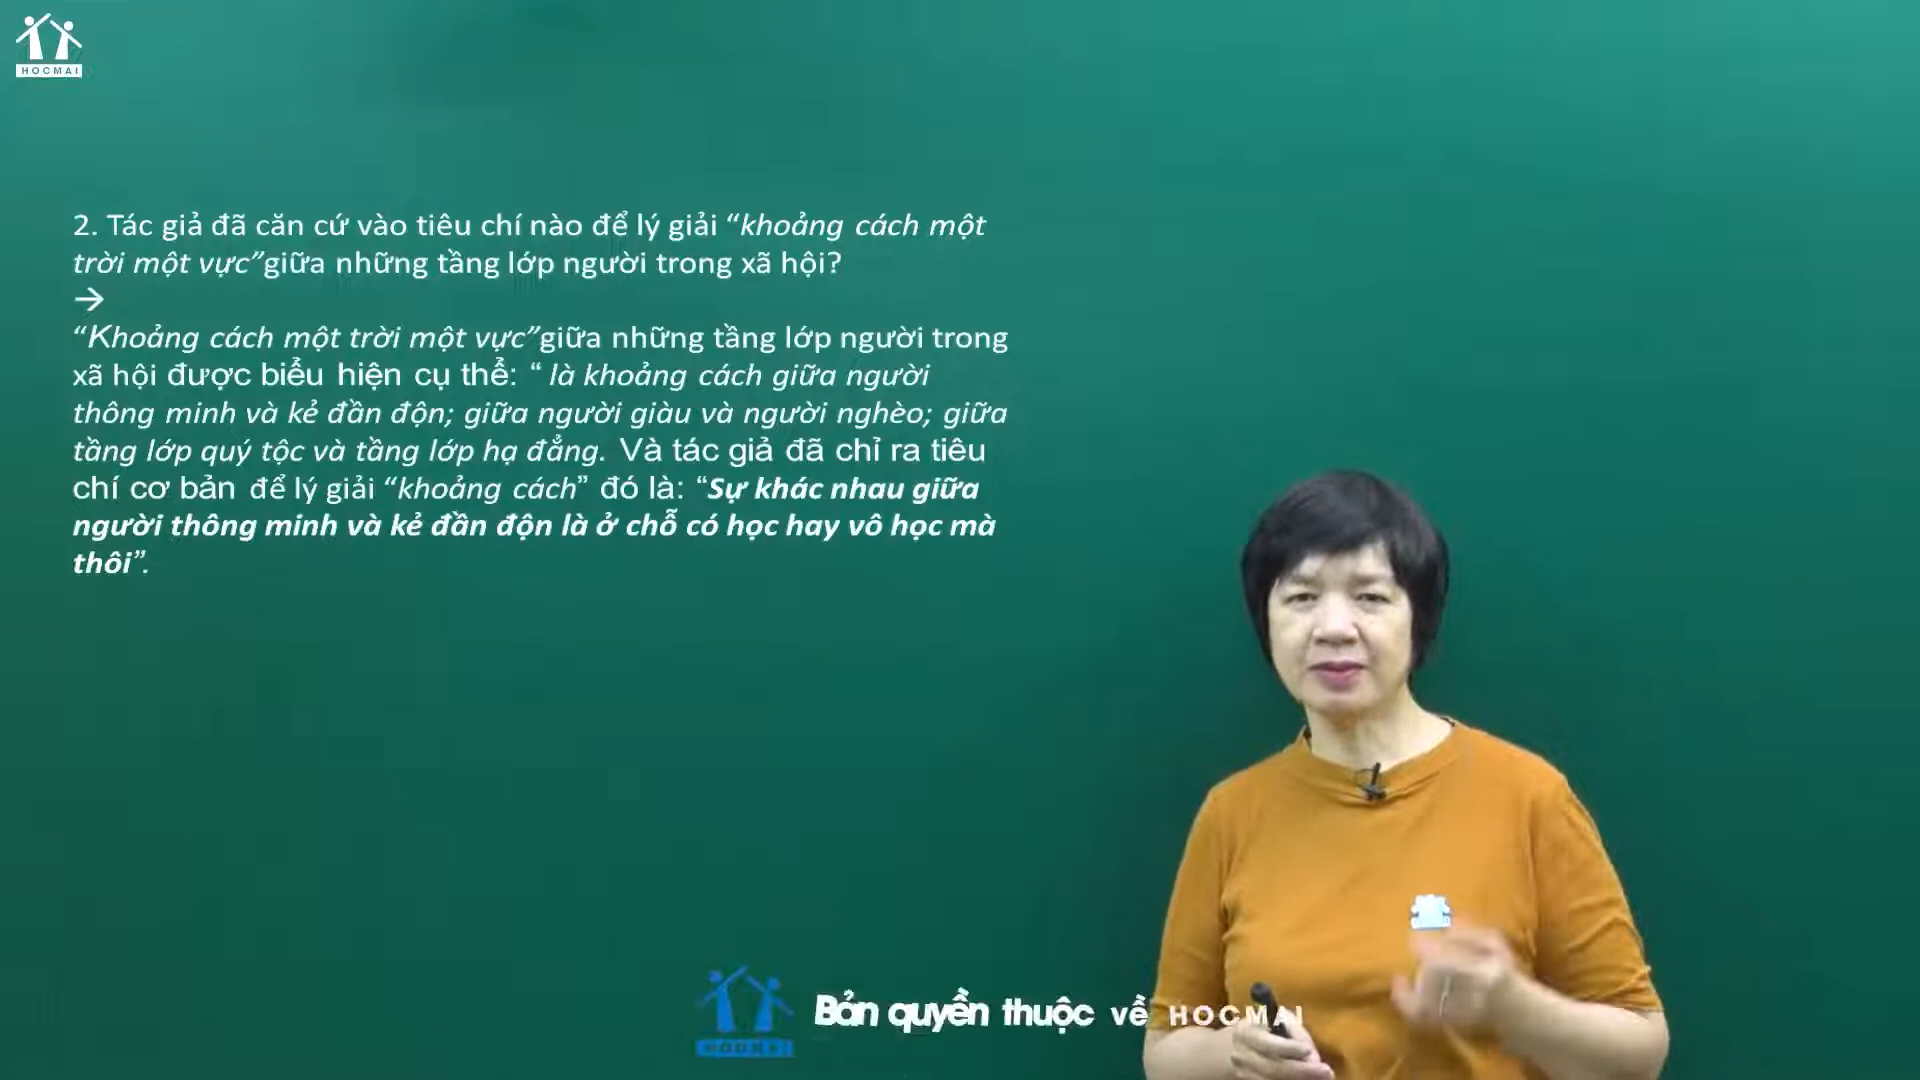 HOCMAI
2. Tác giả đã căn cứ vào tiêu chí nào để lý giải “khoảng cách một
trời một vực”giữa những tầng lớp người trong xã hội?
→
“Khoảng cách một trời một vực”giữa những tầng lớp người trong
xã hội được biểu hiện cụ thể: “ là khoảng cách giữa người
thông minh và kẻ đần độn; giữa người giàu và người nghèo; giữa
tầng lớp quý tộc và tầng lớp hạ đẳng. Và tác giả đã chỉ ra tiêu
chí cơ bản để lý giải “khoảng cách” đó là: “Sự khác nhau giữa
người thông minh và kẻ đần độn là ở chỗ có học hay vô học mà
thôi”.
HOCMAI
Bản quyền thuộc về HOCMAI